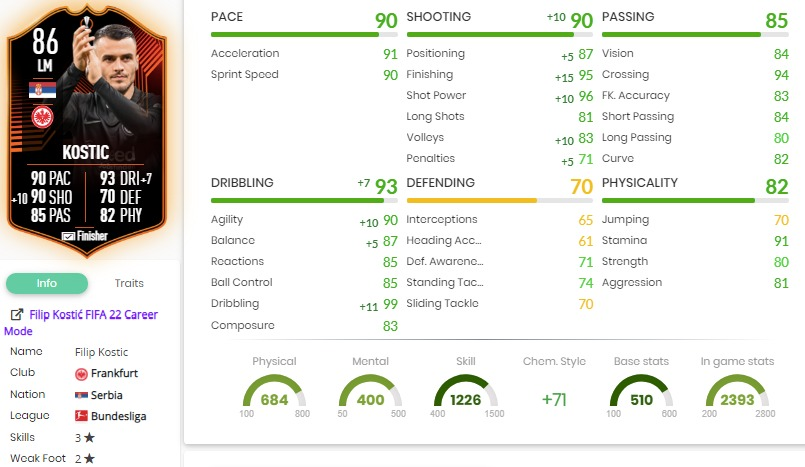 86
LM
KOSTIC
90 PAC 93 DRI+7
+10 90 SHO 70 DEF
85 PAS 82 PHY
Finisher
Info Traits
Filip Kostić FIFA 22 Career
Mode
Name Filip Kostic
Club Frankfurt
Nation Serbia
League Bundesliga
Skills 3 ★
Weak Foot 2 ★
PACE 90
Acceleration 91
Sprint Speed 90
SHOOTING +10 90
Positioning +5 87
Finishing +15 95
Shot Power +10 96
Long Shots 81
Volleys +10 83
Penalties +5 71
PASSING 85
Vision 84
Crossing 94
FK. Accuracy 83
Short Passing 84
Long Passing 80
Curve 82
DRIBBLING +7 93
Agility +10 90
Balance +5 87
Reactions 85
Ball Control 85
Dribbling +11 99
Composure 83
DEFENDING 70
Interceptions 65
Heading Acc... 61
Def. Awarene... 71
Standing Tac... 74
Sliding Tackle 70
PHYSICALITY 82
Jumping 70
Stamina 91
Strength 80
Aggression 82
Physical Mental Skill Chem. Style Base stats In game stats
684 400 1226 +71 510 2393
100 800 50 500 400 1500 100 600 200 2800